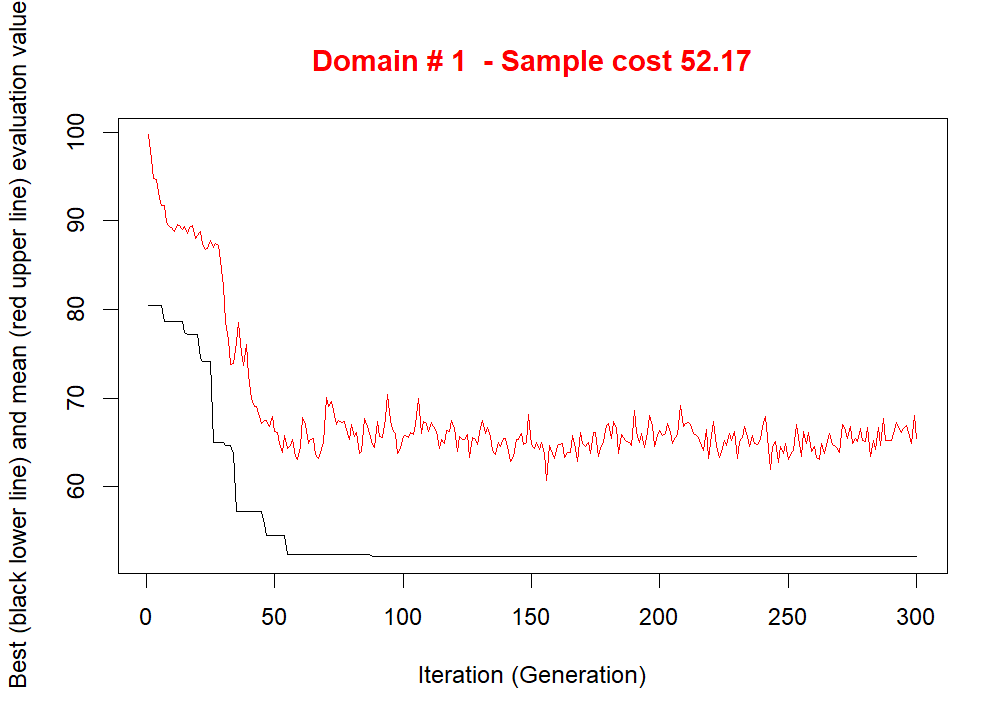 Domain # 1  - Sample cost 52.17
Best (black lower line) and mean (red upper line) evaluation value
100
90
80
70
60
0 50 100 150 200 250 300
Iteration (Generation)